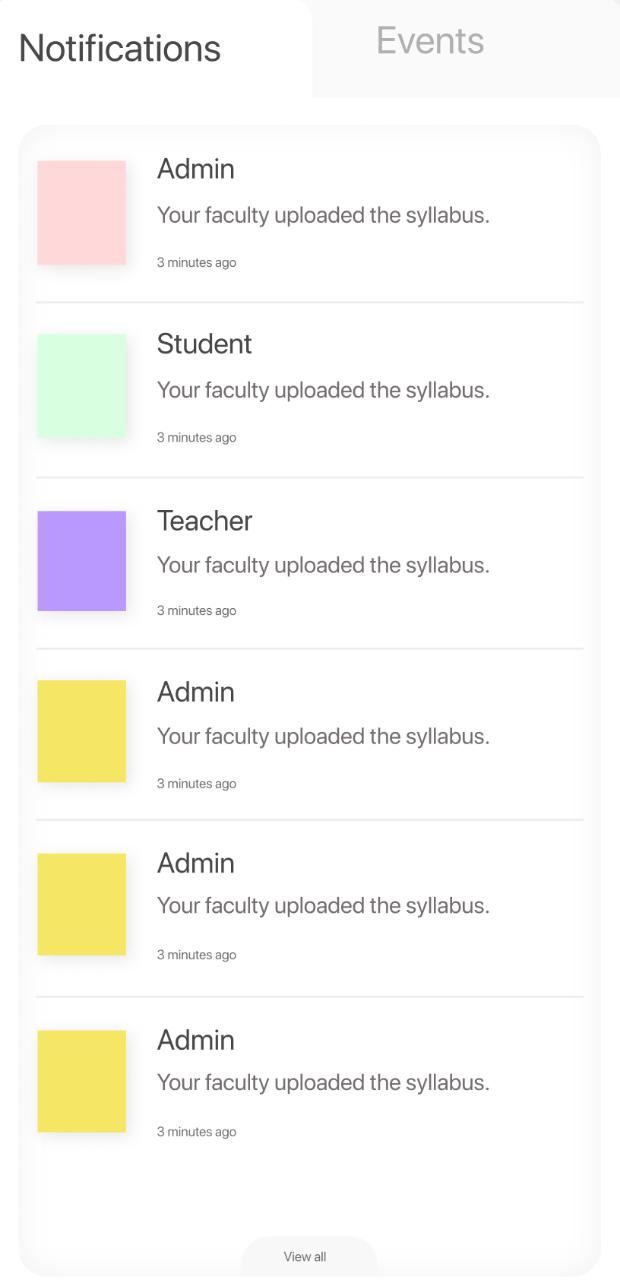 Notifications
Events
Admin
Your faculty uploaded the syllabus.
3 minutes ago
Student
Your faculty uploaded the syllabus.
3 minutes ago
Teacher
Your faculty uploaded the syllabus.
3 minutes ago
Admin
Your faculty uploaded the syllabus.
3 minutes ago
Admin
Your faculty uploaded the syllabus.
3 minutes ago
Admin
Your faculty uploaded the syllabus.
3 minutes ago
View all